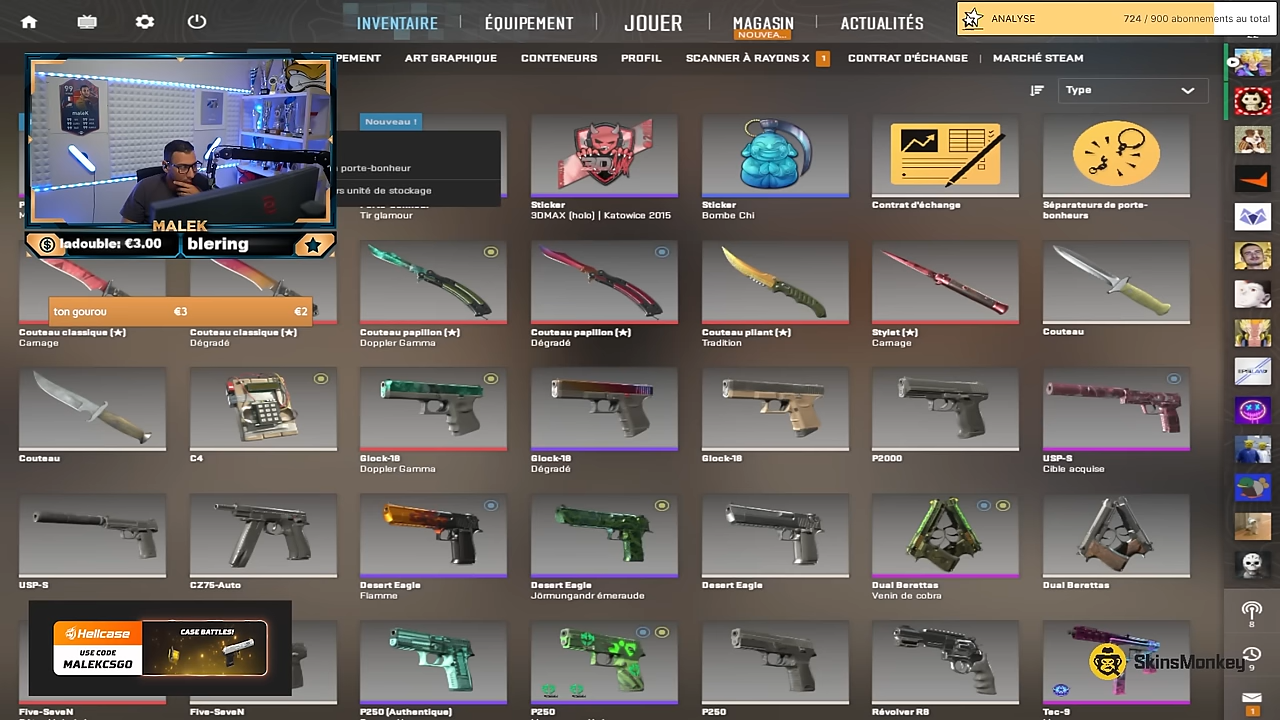 INVENTAIRE
ÉQUIPEMENT
JOUER
MAGASIN
NOUVEA...
ACTUALITÉS
ANALYSE
724 / 900 abonnements au total
PEMENT
ART GRAPHIQUE
CONTENEURS
PROFIL
SCANNER À RAYONS X
1
CONTRAT D'ÉCHANGE
MARCHÉ STEAM
Type
Nouveau !
porte-bonheur
rs unité de stockage
Tir glamour
Sticker
3DMAX (holo) | Katowice 2015
Sticker
Bombe Chi
Contrat d'échange
Séparateurs de porte-
bonheurs
99
maleK
MALEK
ladouble: €3.00
blering
ton gourou
€3
€2
Couteau classique (★)
Carnage
Couteau classique (★)
Dégradé
Couteau papillon (★)
Doppler Gamma
Couteau papillon (★)
Dégradé
Couteau pliant (★)
Tradition
Stylet (★)
Carnage
Couteau
Couteau
C4
Glock-18
Doppler Gamma
Glock-18
Dégradé
Glock-18
P2000
USP-S
Cible acquise
USP-S
CZ75-Auto
Desert Eagle
Flamme
Desert Eagle
Jörmungandr émeraude
Desert Eagle
Dual Berettas
Venin de cobra
Dual Berettas
Hellcase
USE CODE
MALEKCSGO
CASE BATTLES!
Five-SeveN
Five-SeveN
P250 (Authentique)
P250
P250
Révolver R8
Tec-9
SkinsMonkey
8
9
1